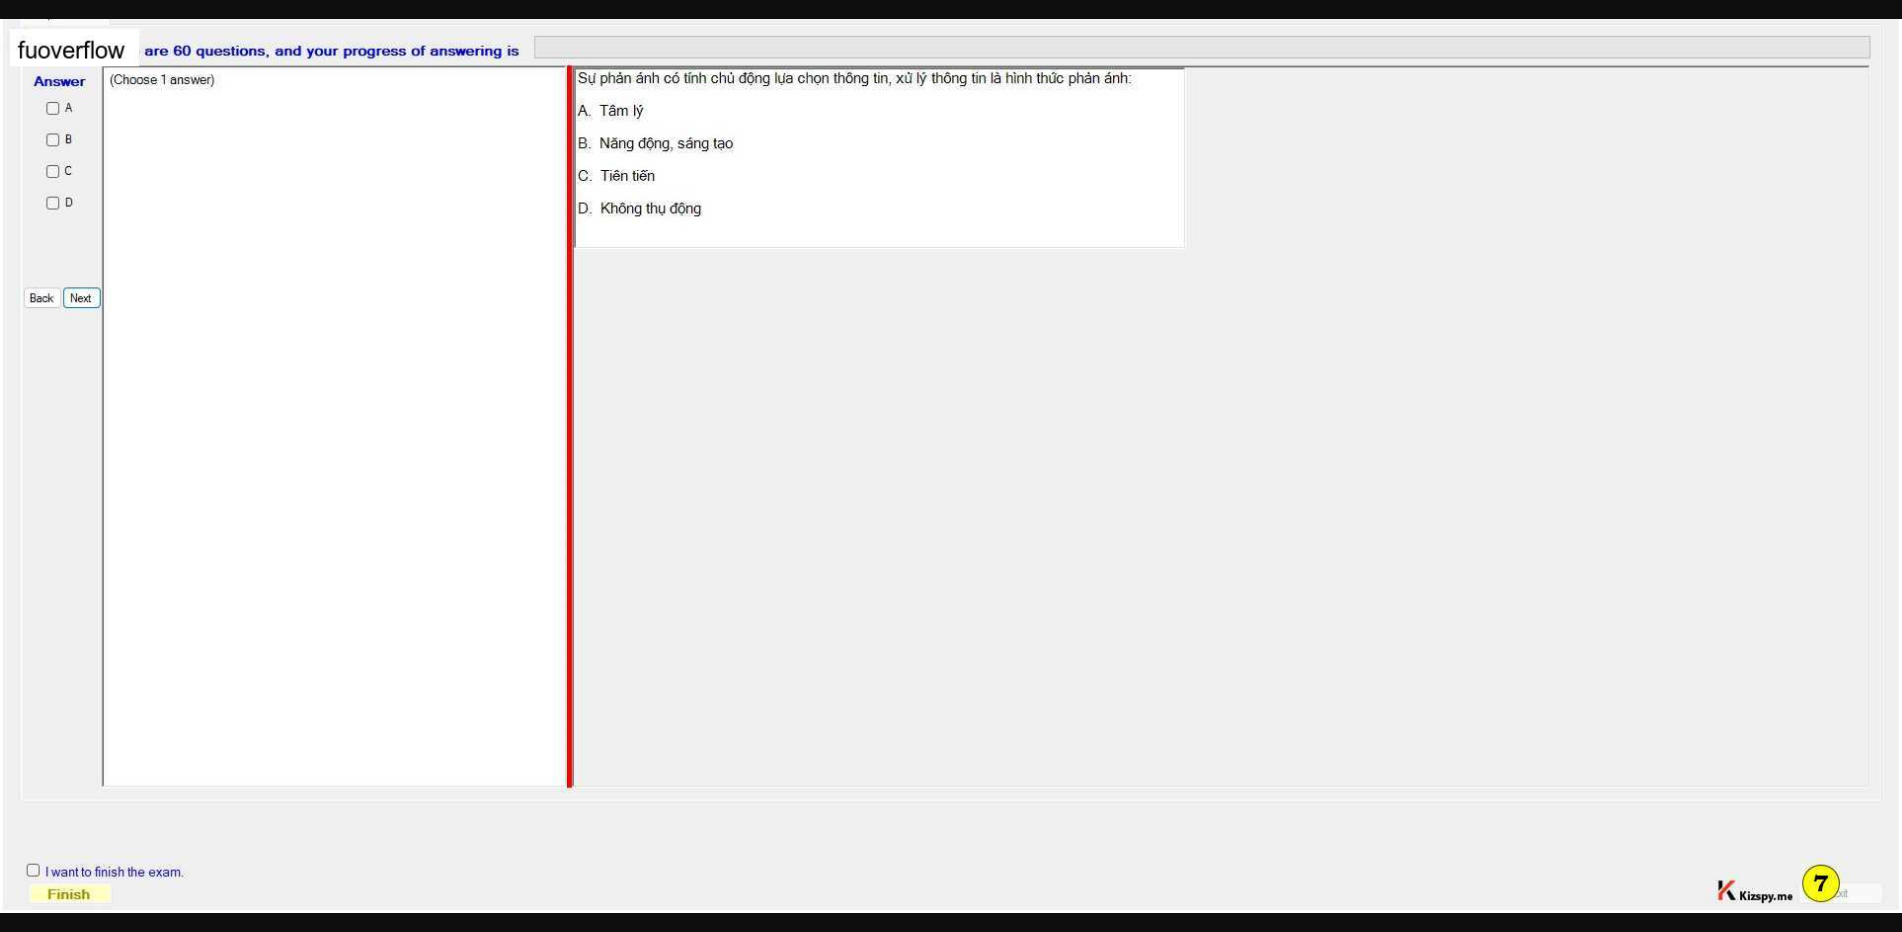 fuoverflow are 60 questions, and your progress of answering is
Answer
(Choose 1 answer)
A
B
C
D
Back Next
Sự phản ánh có tính chủ động lựa chọn thông tin, xử lý thông tin là hình thức phản ánh:
A. Tâm lý
B. Năng động, sáng tạo
C. Tiên tiến
D. Không thụ động
I want to finish the exam.
Finish
Kizspy.me
7